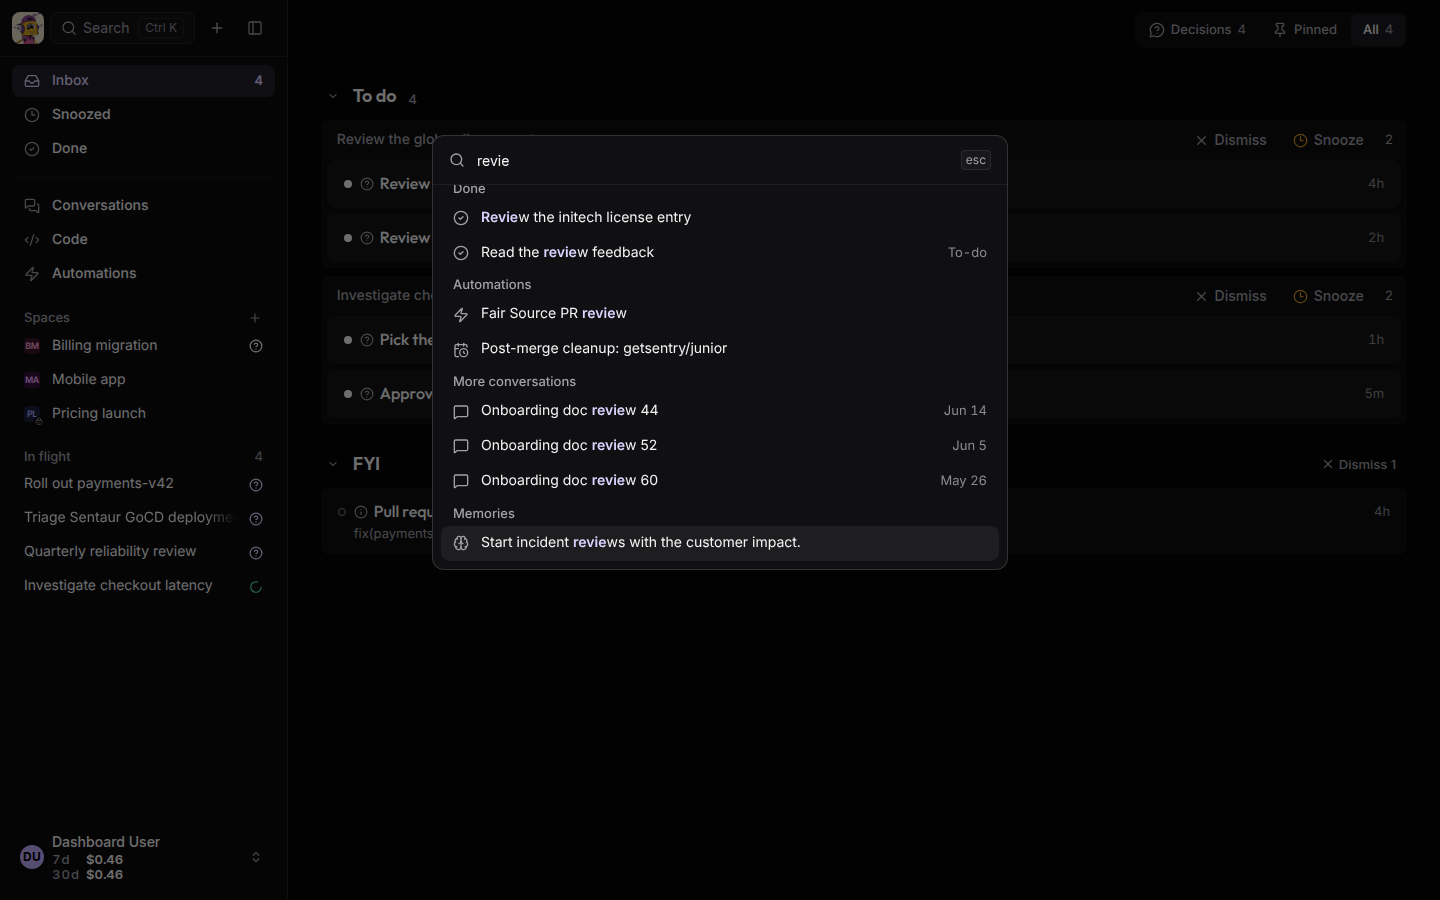 Search Ctrl K
Decisions 4 Pinned All 4
Inbox 4
Snoozed
Done
Conversations
Code
Automations
Spaces
BM Billing migration
MA Mobile app
PL Pricing launch
In flight 4
Roll out payments-v42
Triage Sentaur GoCD deployme
Quarterly reliability review
Investigate checkout latency
DU Dashboard User
7d $0.46
30d $0.46
To do 4
Review the glob Dismiss Snooze 2
Review 4h
Review 2h
Investigate che Dismiss Snooze 2
Pick the 1h
Approv 5m
FYI Dismiss 1
Pull requ 4h
fix(payments
revie esc
Done
Review the initech license entry
Read the review feedback To-do
Automations
Fair Source PR review
Post-merge cleanup: getsentry/junior
More conversations
Onboarding doc review 44 Jun 14
Onboarding doc review 52 Jun 5
Onboarding doc review 60 May 26
Memories
Start incident reviews with the customer impact.